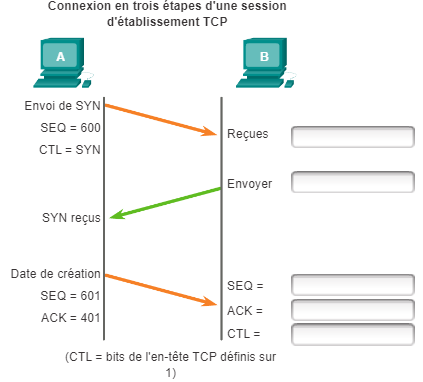 Connexion en trois étapes d'une session
d'établissement TCP
A
B
Envoi de SYN
SEQ = 600
CTL = SYN
Reçues
Envoyer
SYN reçus
Date de création
SEQ = 601
ACK = 401
SEQ =
ACK =
CTL =
(CTL = bits de l'en-tête TCP définis sur
1)